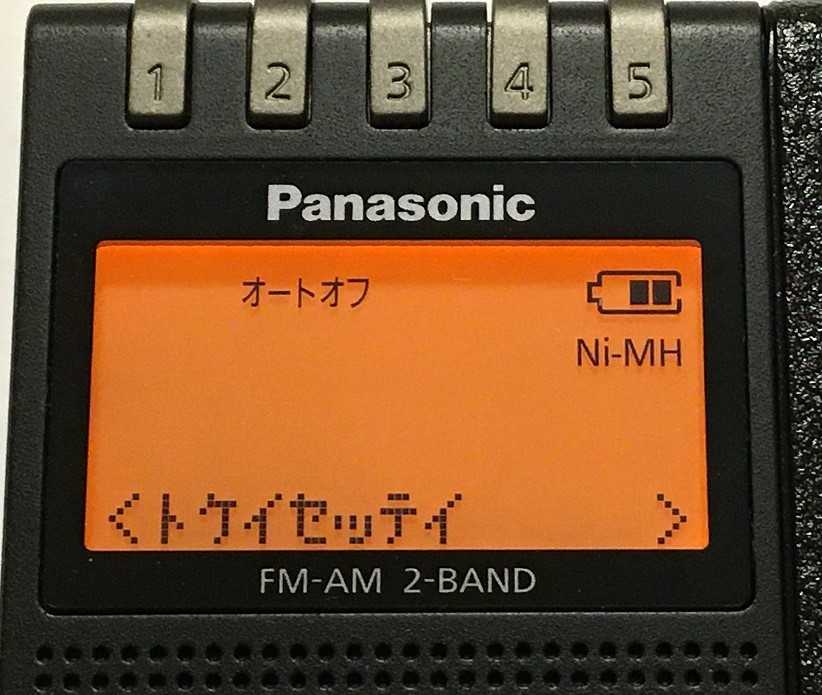 1 2 3 4 5
Panasonic
オートオフ
Ni-MH
<トケイセッテイ >
FM-AM 2-BAND